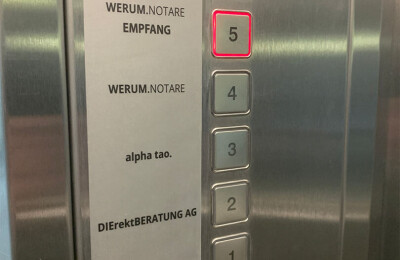 WERUM.NOTARE
EMPFANG
5
WERUM.NOTARE
4
alpha tao.
3
DIErektBERATUNG AG
2
1